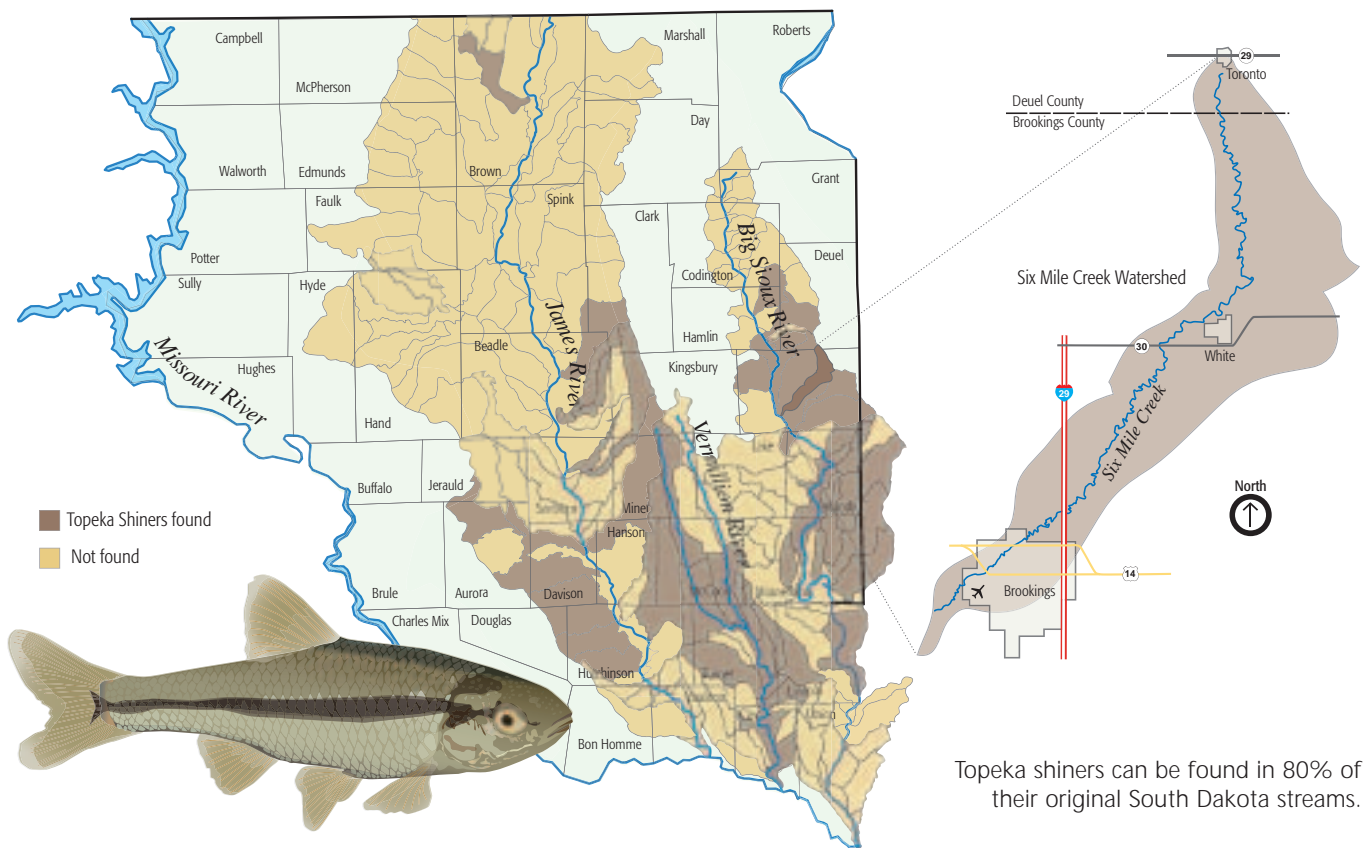 Campbell
McPherson
Marshall
Roberts
Day
Walworth
Edmunds
Brown
Grant
Faulk
Spink
Clark
Potter
Big Sioux River
Deuel
Codington
Sully
Hyde
James River
Hamlin
Beadle
Missouri River
Hughes
Kingsbury
Hand
Vermillion River
Buffalo
Jerauld
Miner
Hanson
Brule
Aurora
Davison
Charles Mix
Douglas
Hutchinson
Bon Homme
Topeka Shiners found
Not found
29
Toronto
Deuel County
Brookings County
Six Mile Creek Watershed
White
30
29
Six Mile Creek
North
14
Brookings
Topeka shiners can be found in 80% of
their original South Dakota streams.